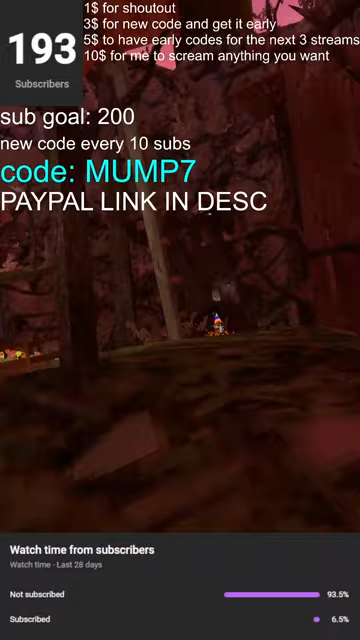 193
Subscribers
1$ for shoutout
3$ for new code and get it early
5$ to have early codes for the next 3 streams
10$ for me to scream anything you want
sub goal: 200
new code every 10 subs
code: MUMP7
PAYPAL LINK IN DESC
Watch time from subscribers
Watch time · Last 28 days
Not subscribed 93.5%
Subscribed 6.5%